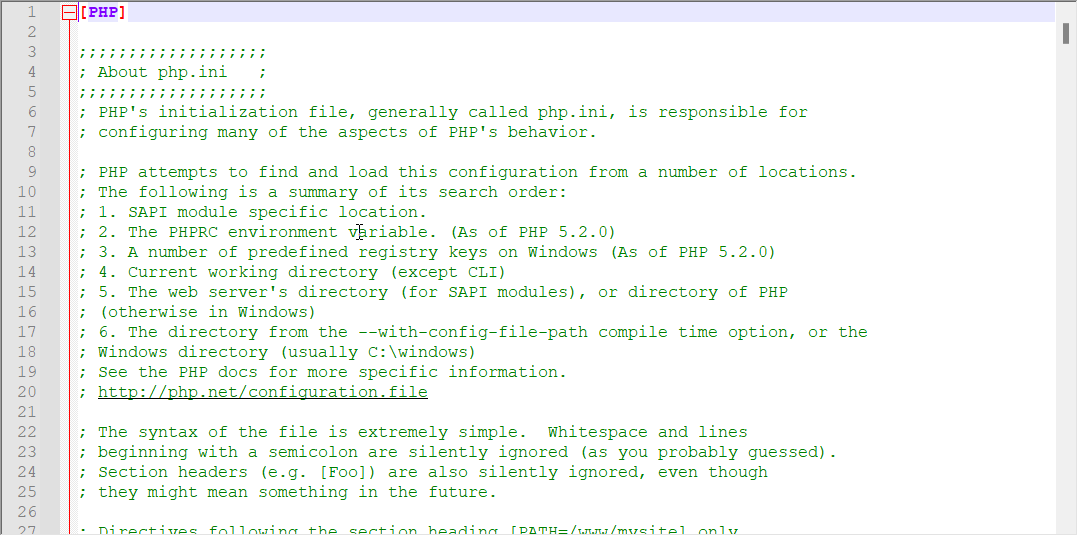 1 [PHP]
2
3 ;;;;;;;;;;;;;;;;;;;
4 ; About php.ini   ;
5 ;;;;;;;;;;;;;;;;;;;
6 ; PHP's initialization file, generally called php.ini, is responsible for
7 ; configuring many of the aspects of PHP's behavior.
8
9 ; PHP attempts to find and load this configuration from a number of locations.
10 ; The following is a summary of its search order:
11 ; 1. SAPI module specific location.
12 ; 2. The PHPRC environment variable. (As of PHP 5.2.0)
13 ; 3. A number of predefined registry keys on Windows (As of PHP 5.2.0)
14 ; 4. Current working directory (except CLI)
15 ; 5. The web server's directory (for SAPI modules), or directory of PHP
16 ; (otherwise in Windows)
17 ; 6. The directory from the --with-config-file-path compile time option, or the
18 ; Windows directory (usually C:\windows)
19 ; See the PHP docs for more specific information.
20 ; http://php.net/configuration.file
21
22 ; The syntax of the file is extremely simple.  Whitespace and lines
23 ; beginning with a semicolon are silently ignored (as you probably guessed).
24 ; Section headers (e.g. [Foo]) are also silently ignored, even though
25 ; they might mean something in the future.
26
27 ; Directives following the section heading [PATH=/www/mysite] only